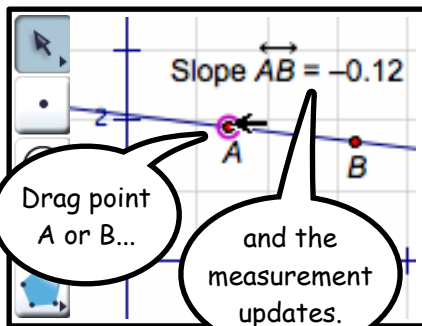 Slope AB = –0.12
2
A
B
Drag point
A or B...
and the
measurement
updates.